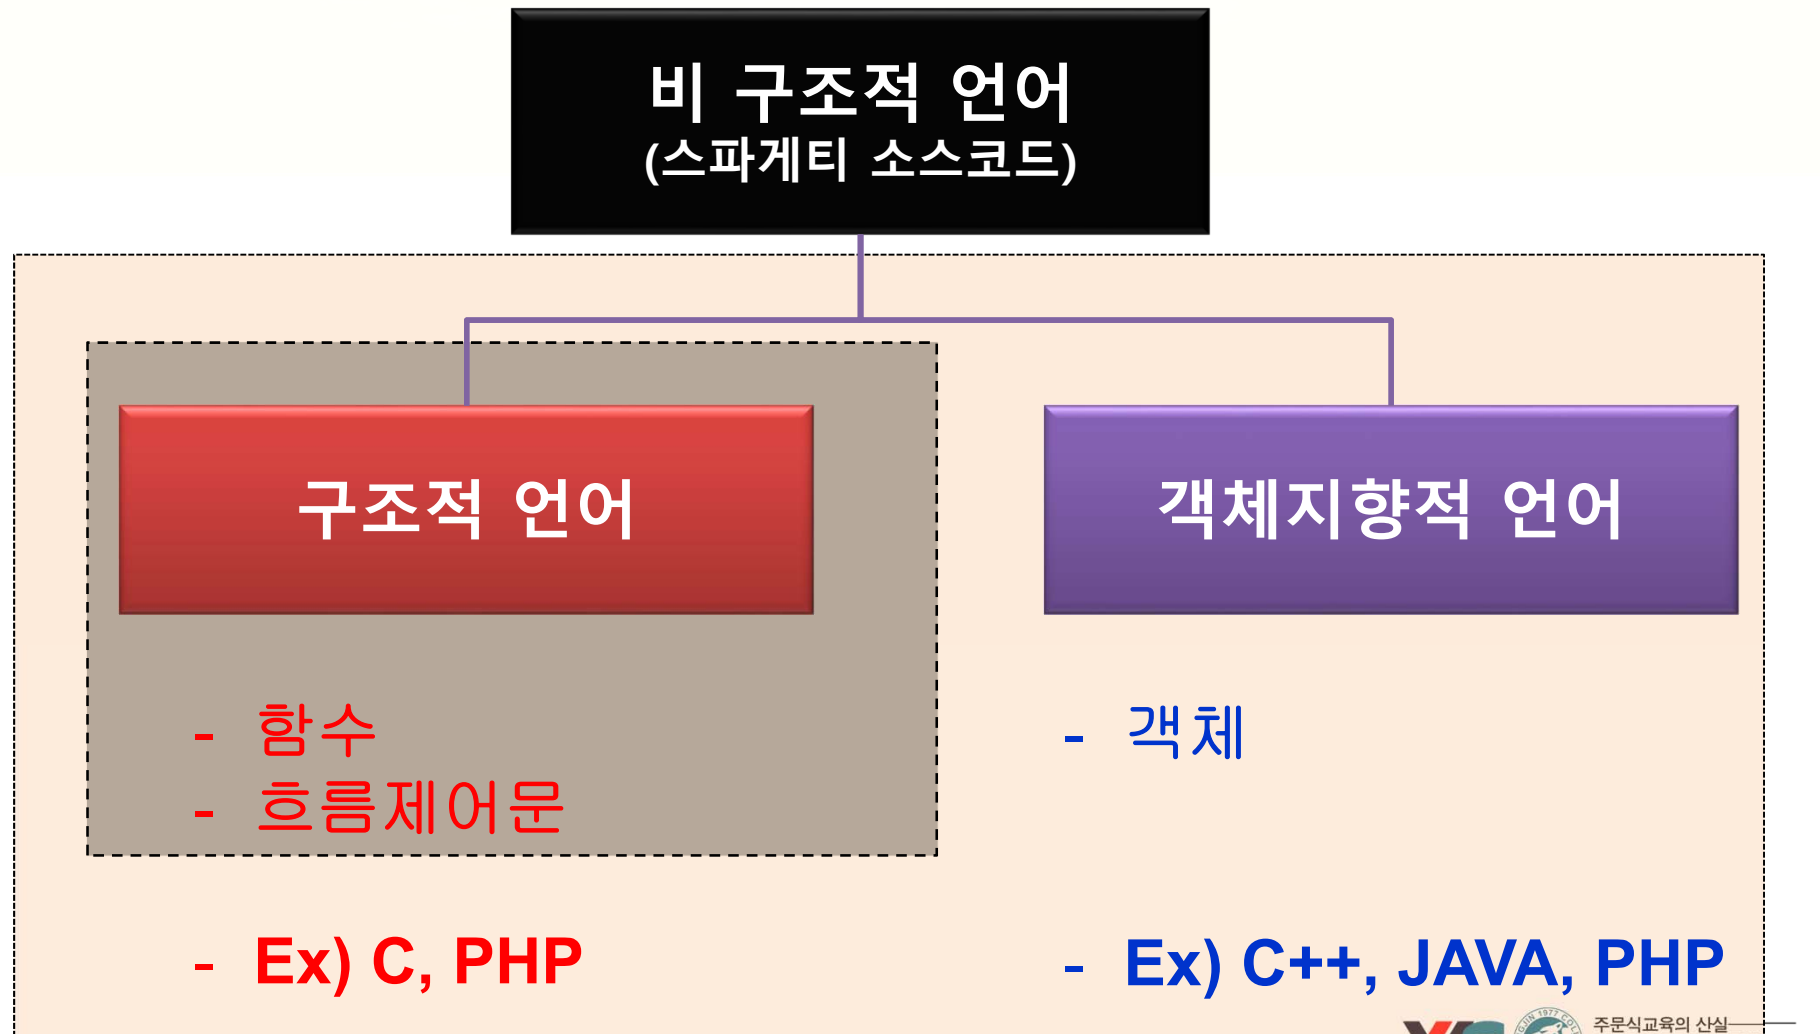 비 구조적 언어
(스파게티 소스코드)
구조적 언어
- 함수
- 흐름제어문
- Ex) C, PHP
객체지향적 언어
- 객체
- Ex) C++, JAVA, PHP
주문식교육의 산실
1977